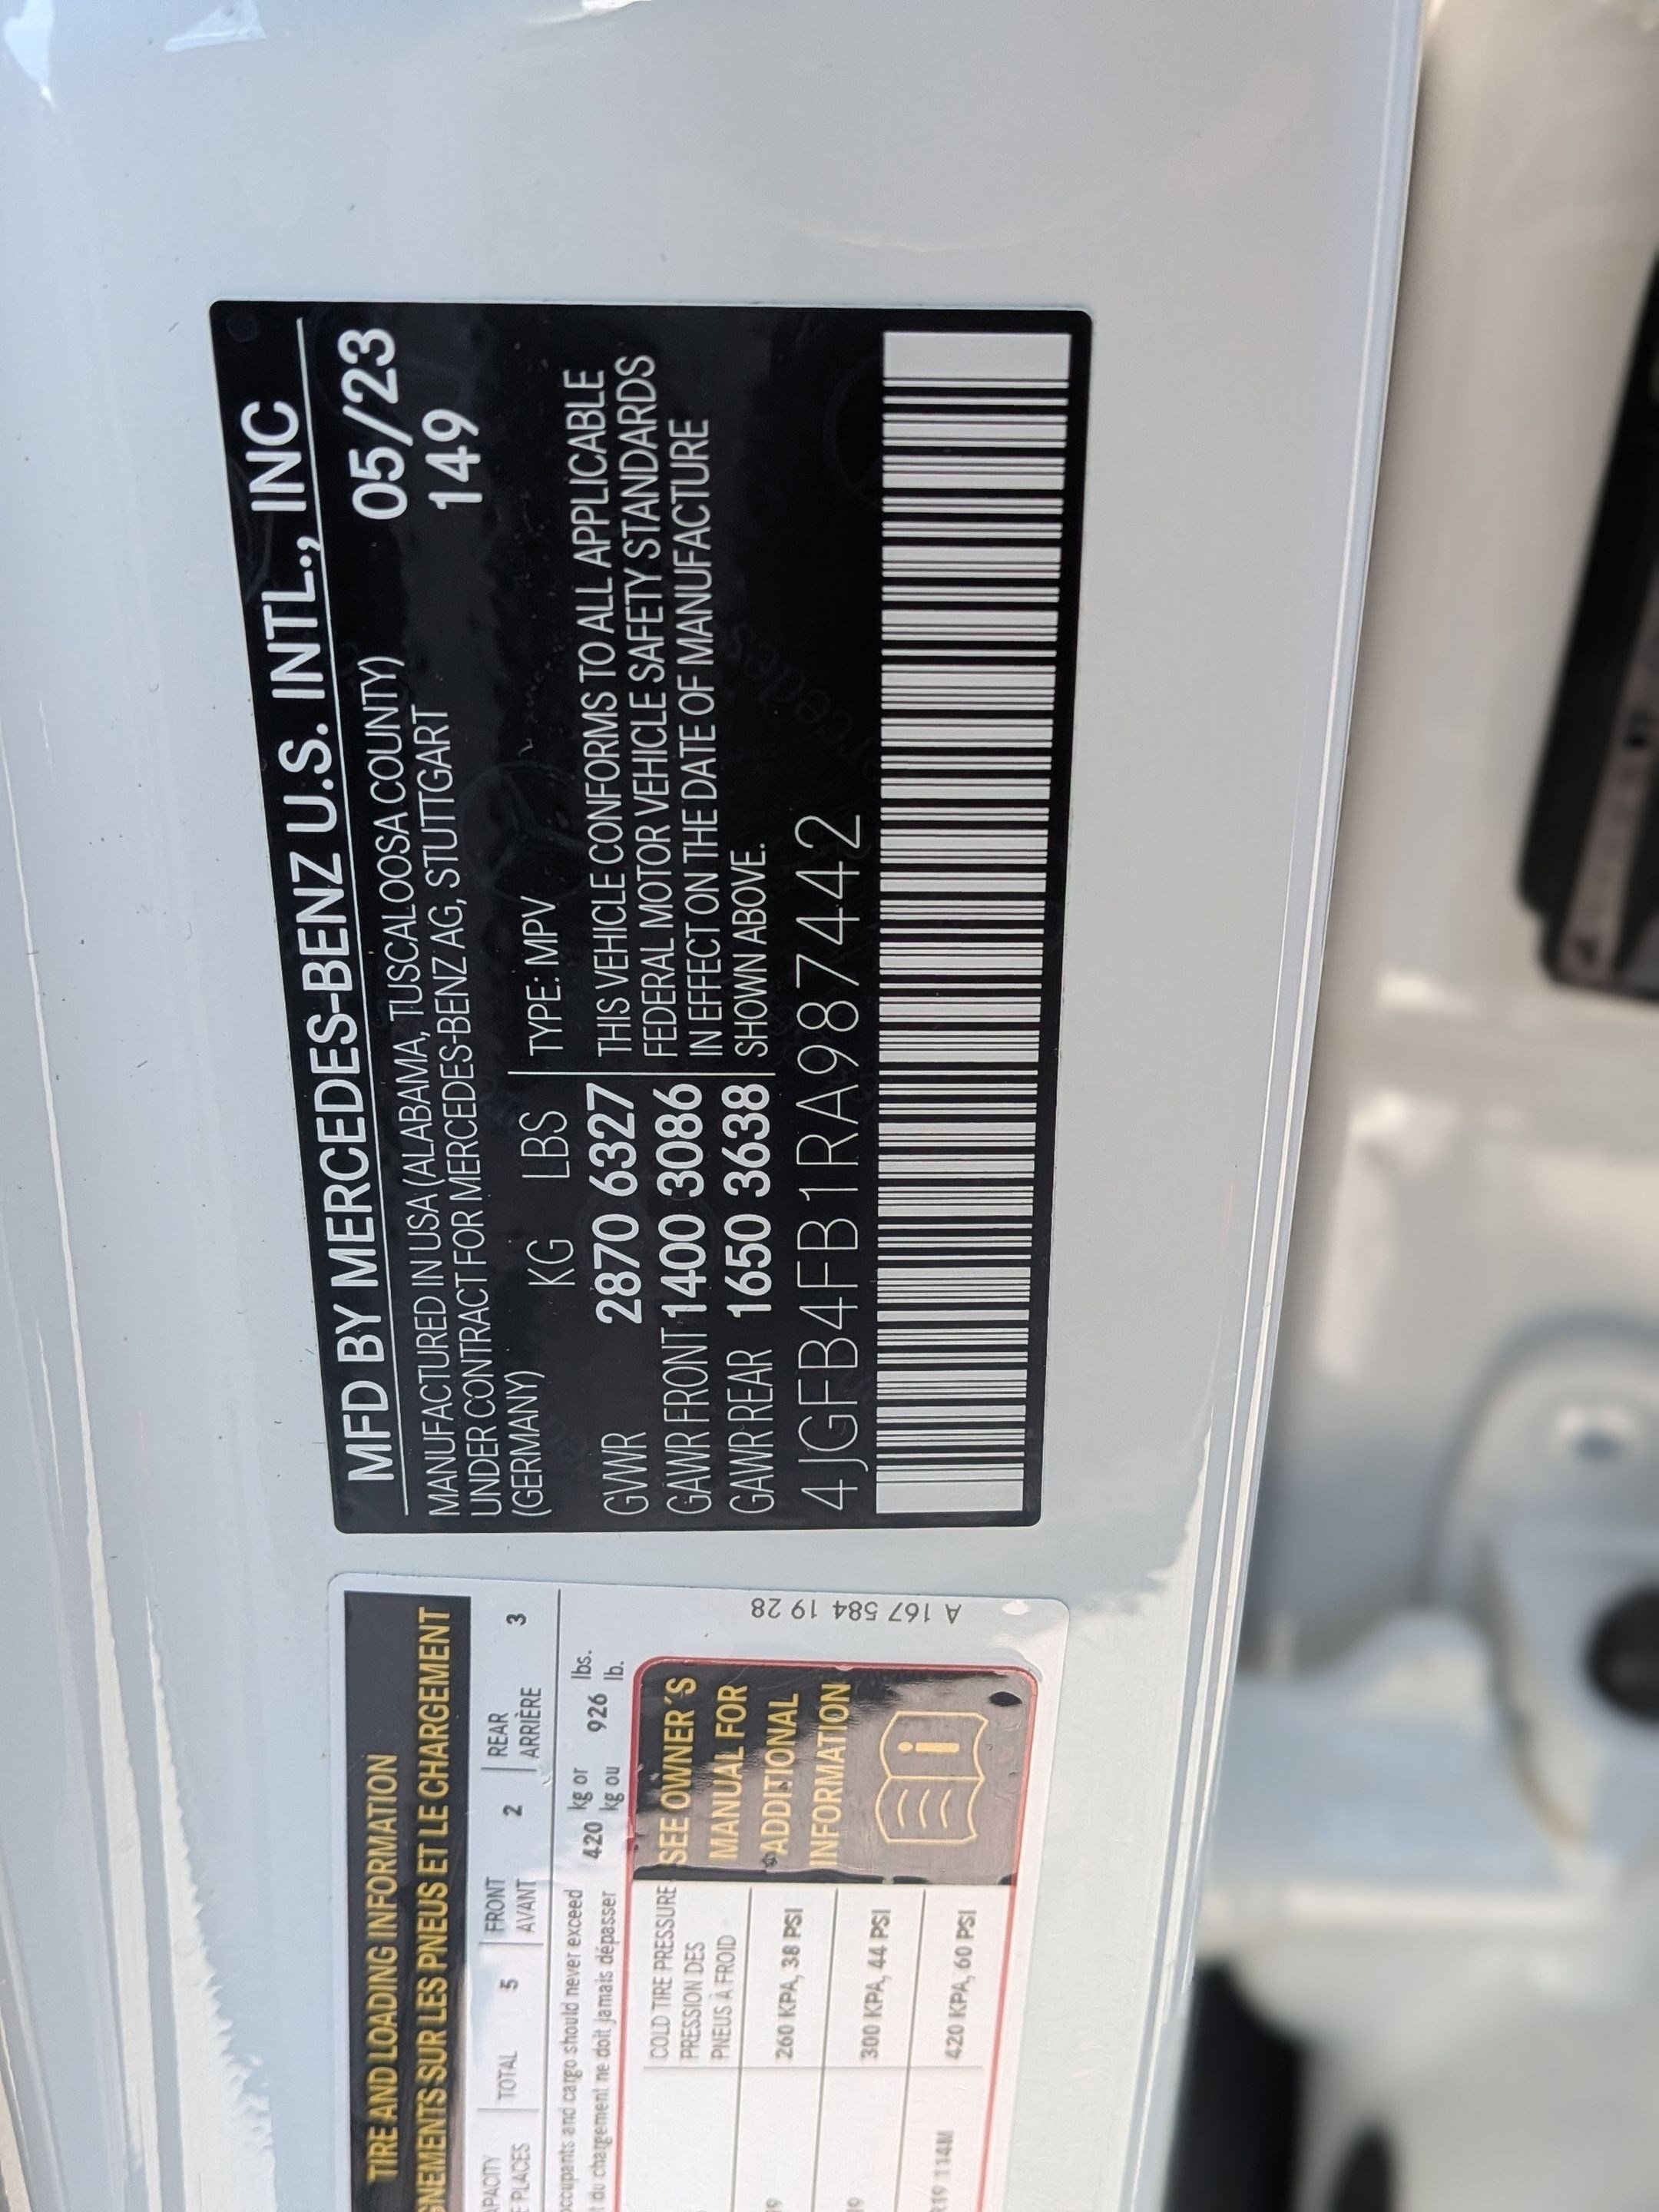 MFD BY MERCEDES-BENZ U.S. INTL., INC
MANUFACTURED IN USA (ALABAMA, TUSCALOOSA COUNTY) 05/23
UNDER CONTRACT FOR MERCEDES-BENZ AG, STUTTGART 149
(GERMANY)
KG LBS TYPE: MPV
GVWR 2870 6327 THIS VEHICLE CONFORMS TO ALL APPLICABLE
GAWR FRONT 1400 3086 FEDERAL MOTOR VEHICLE SAFETY STANDARDS
GAWR REAR 1650 3638 IN EFFECT ON THE DATE OF MANUFACTURE
SHOWN ABOVE.
4JGFB4FB1RA987442
TIRE AND LOADING INFORMATION
SUR LES PNEUS ET LE CHARGEMENT
TOTAL 5 FRONT 2 REAR 3
PLACES AVANT ARRIÈRE
and cargo should never exceed 420 kg or 926 lbs.
du chargement ne doit jamais dépasser kg ou lb.
COLD TIRE PRESSURE
PRESSION DES
PNEUS À FROID
260 KPA, 38 PSI
300 KPA, 44 PSI
R19 114M 420 KPA, 60 PSI
SEE OWNER'S
MANUAL FOR
ADDITIONAL
INFORMATION
A 167 584 19 28